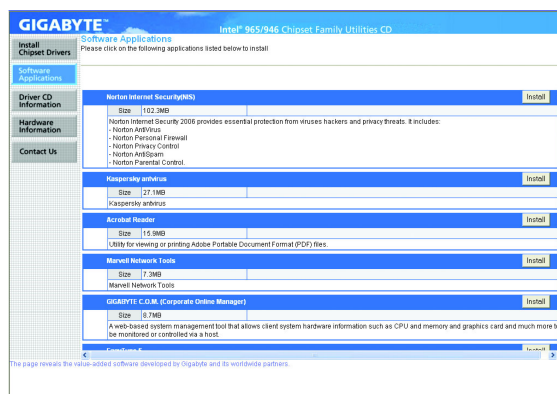 GIGABYTE™
Intel® 965/946 Chipset Family Utilities CD
Install
Chipset Drivers
Software
Applications
Driver CD
Information
Hardware
Information
Contact Us
Software Applications
Please click on the following applications listed below to install
Norton Internet Security(NIS) Install
Size 102.3MB
Norton Internet Security 2006 provides essential protection from viruses hackers and privacy threats. It includes:
- Norton AntiVirus
- Norton Personal Firewall
- Norton Privacy Control
- Norton AntiSpam
- Norton Parental Control.
Kaspersky antivirus Install
Size 27.1MB
Kaspersky antivirus
Acrobat Reader Install
Size 15.9MB
Utility for viewing or printing Adobe Portable Document Format (PDF) files.
Marvell Network Tools Install
Size 7.3MB
Marvell Network Tools
GIGABYTE C.O.M. (Corporate Online Manager) Install
Size 8.7MB
A web-based system management tool that allows client system hardware information such as CPU and memory and graphics card and much more t
be monitored or controlled via a host.
Install
The page reveals the value-added software developed by Gigabyte and its worldwide partners.